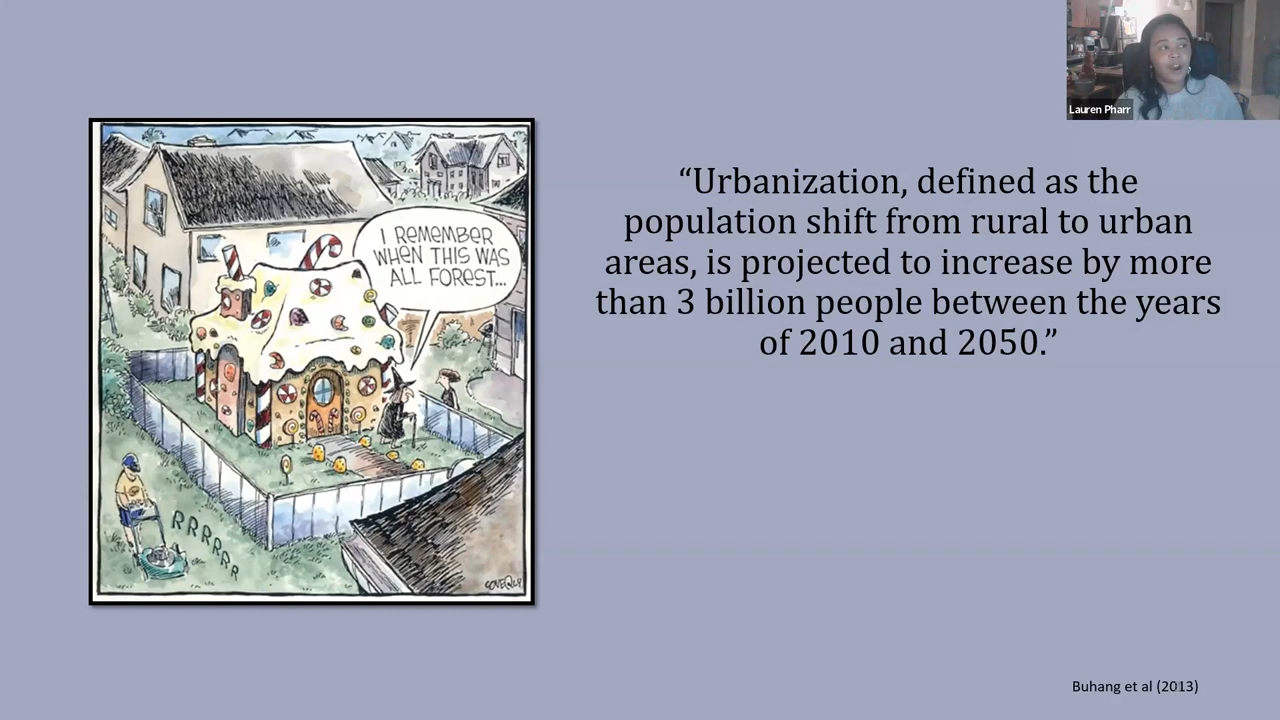 Lauren Pharr
I REMEMBER
WHEN THIS WAS
ALL FOREST...
RRRRRR
“Urbanization, defined as the
population shift from rural to urban
areas, is projected to increase by more
than 3 billion people between the years
of 2010 and 2050.”
Buhang et al (2013)